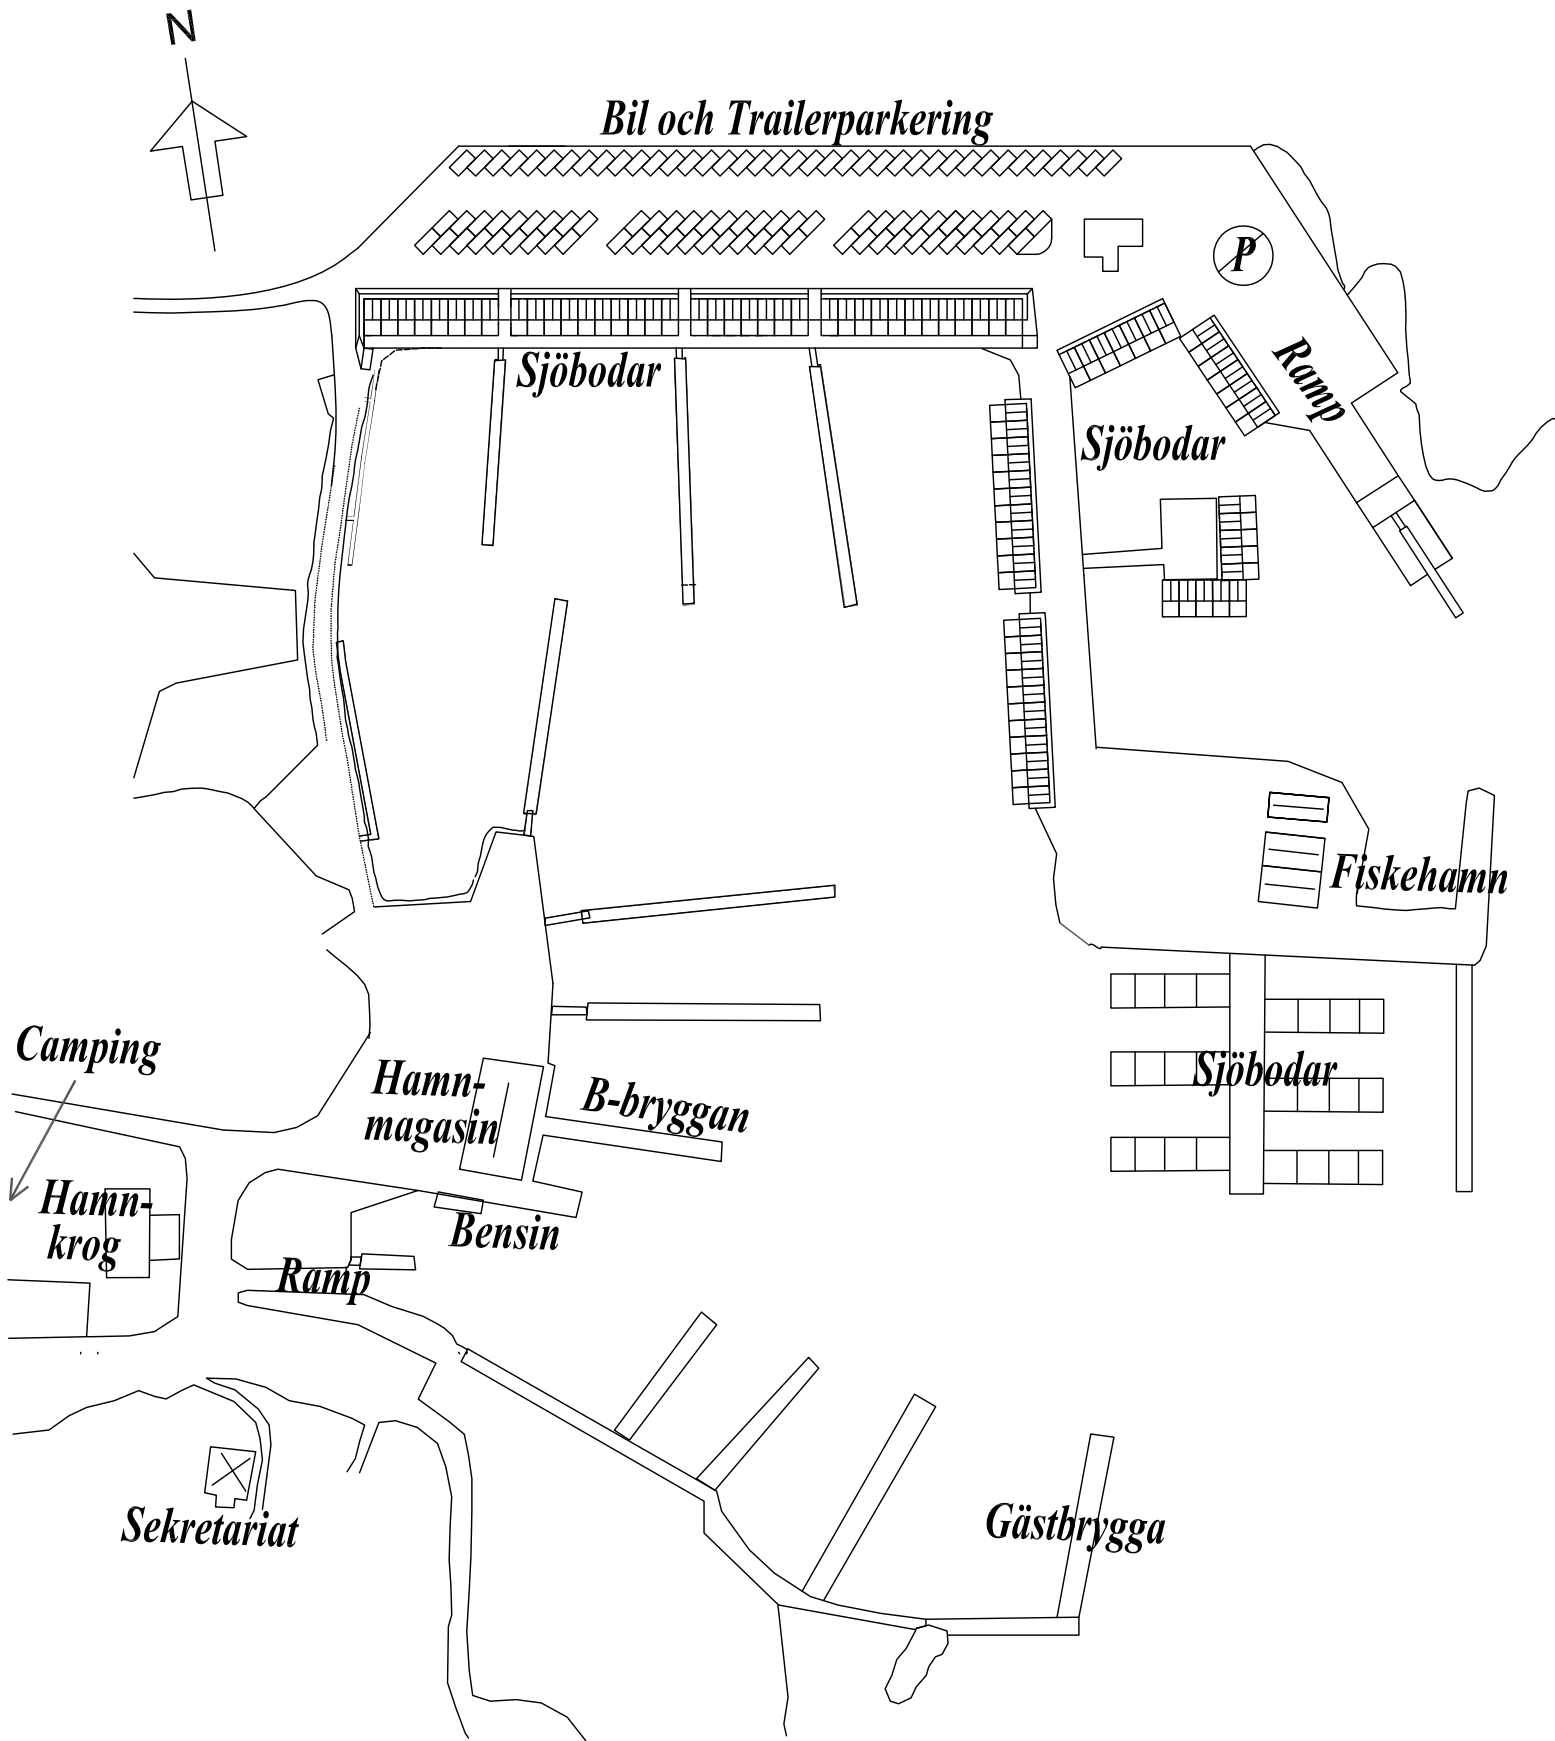 N
Bil och Trailerparkering
P
Ramp
Sjöbodar
Sjöbodar
Fiskehamn
Camping
Sjöbodar
Hamn-
magasin
B-bryggan
Hamn-
krog
Bensin
Ramp
Sekretariat
Gästbrygga